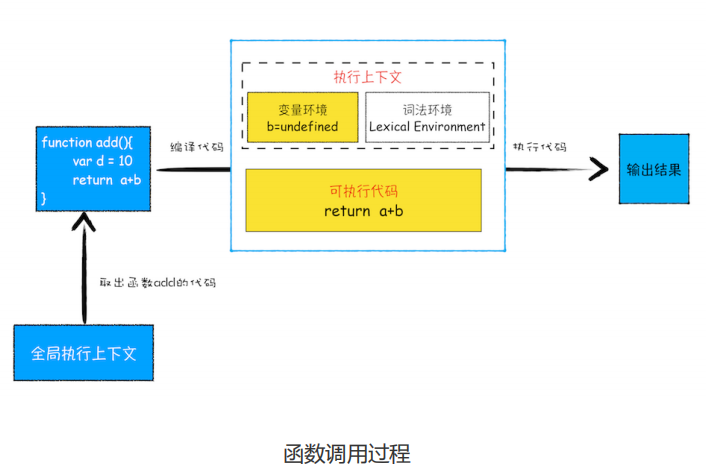 执行上下文
变量环境
b=undefined
词法环境
Lexical Environment
function add(){
var d = 10
return a+b
}
编译代码
可执行代码
return a+b
执行代码
输出结果
取出函数add的代码
全局执行上下文
函数调用过程